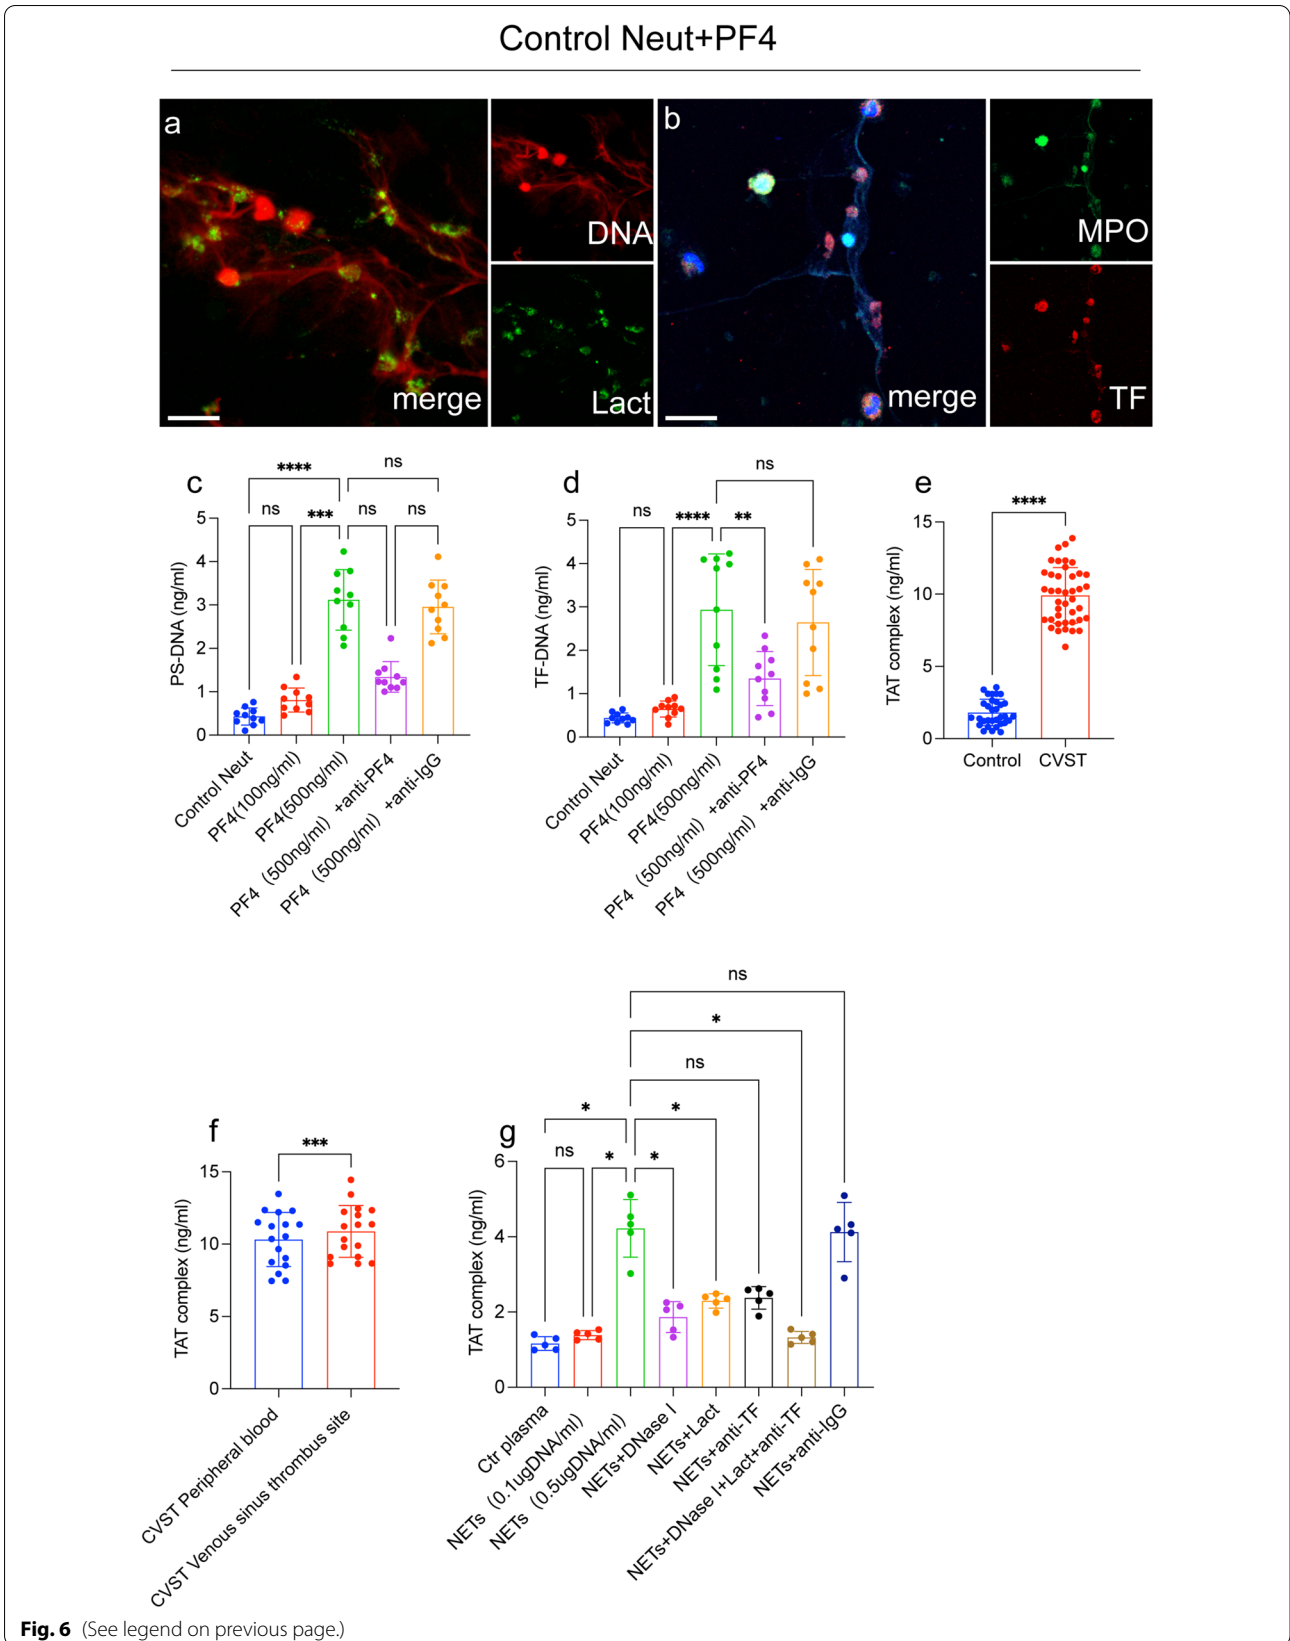 Control Neut+PF4
a
merge
DNA
Lact
b
merge
MPO
TF
c
****
ns
ns
***
ns
ns
PS-DNA (ng/ml)
5
4
3
2
1
0
Control Neut
PF4(100ng/ml)
PF4(500ng/ml)
PF4（500ng/ml）+anti-PF4
PF4（500ng/ml）+anti-IgG
d
ns
ns
****
**
TF-DNA (ng/ml)
5
4
3
2
1
0
Control Neut
PF4(100ng/ml)
PF4(500ng/ml)
PF4（500ng/ml）+anti-PF4
PF4（500ng/ml）+anti-IgG
e
****
TAT complex (ng/ml)
15
10
5
0
Control
CVST
f
***
TAT complex (ng/ml)
15
10
5
0
CVST Peripheral blood
CVST Venous sinus thrombus site
g
ns
*
ns
*
*
ns
*
*
TAT complex (ng/ml)
6
4
2
0
Ctr plasma
NETs（0.1ugDNA/ml）
NETs（0.5ugDNA/ml）
NETs+DNase I
NETs+Lact
NETs+anti-TF
NETs+DNase I+Lact+anti-TF
NETs+anti-IgG
Fig. 6 (See legend on previous page.)